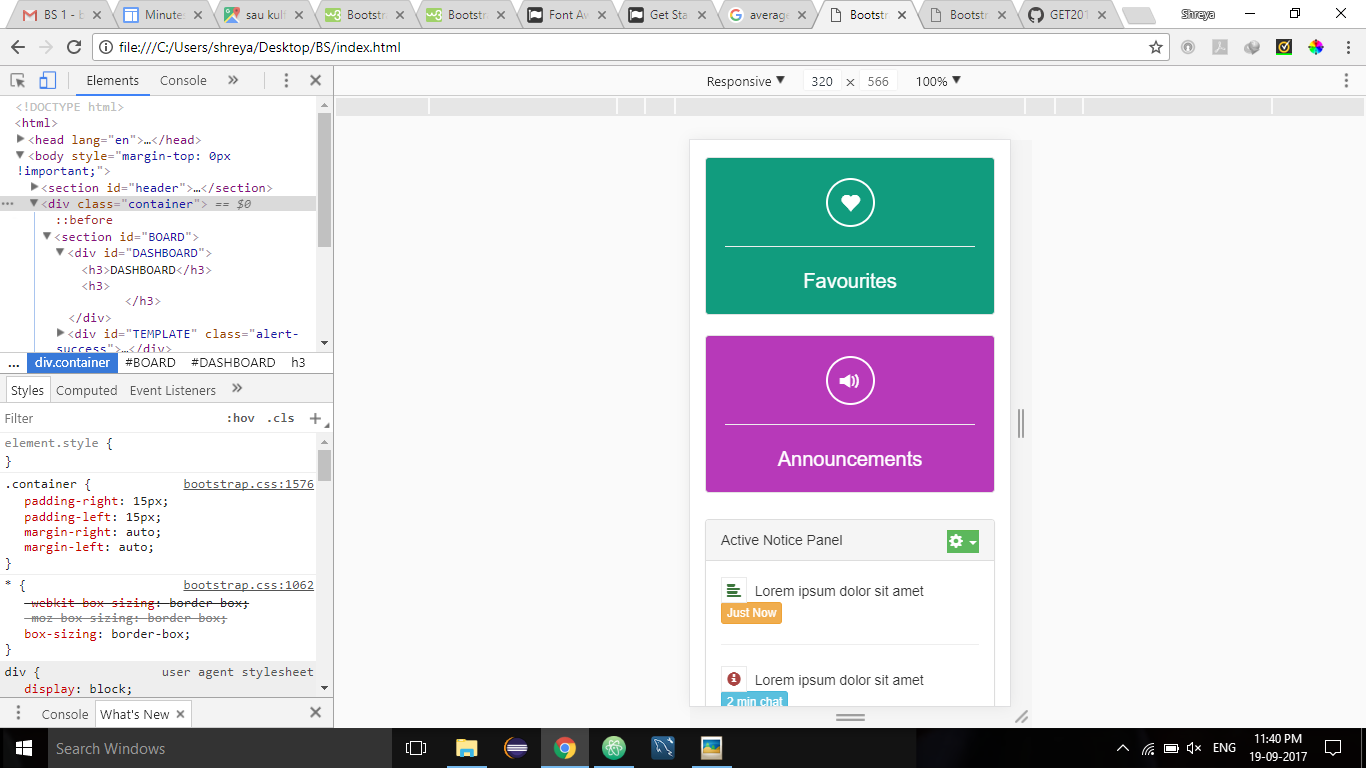 BS 1 - b
Minutes
sau kulf
Bootstra
Bootstra
Font Aw
Get Sta
average
Bootstr
Bootstr
GET201
Shreya
file:///C:/Users/shreya/Desktop/BS/index.html
Elements
Console
Responsive
320 × 566
100%
<!DOCTYPE html>
<html>
<head lang="en">…</head>
<body style="margin-top: 0px
!important;">
<section id="header">…</section>
<div class="container"> == $0
::before
<section id="BOARD">
<div id="DASHBOARD">
<h3>DASHBOARD</h3>
<h3>
</h3>
</div>
<div id="TEMPLATE" class="alert-
success">…</div>
... div.container #BOARD #DASHBOARD h3
Styles Computed Event Listeners
Filter :hov .cls
element.style {
}
.container { bootstrap.css:1576
padding-right: 15px;
padding-left: 15px;
margin-right: auto;
margin-left: auto;
}
* { bootstrap.css:1062
-webkit-box-sizing: border-box;
-moz-box-sizing: border-box;
box-sizing: border-box;
}
div { user agent stylesheet
display: block;
Console What's New
Favourites
Announcements
Active Notice Panel
Lorem ipsum dolor sit amet
Just Now
Lorem ipsum dolor sit amet
2 min chat
Search Windows
ENG
11:40 PM
19-09-2017